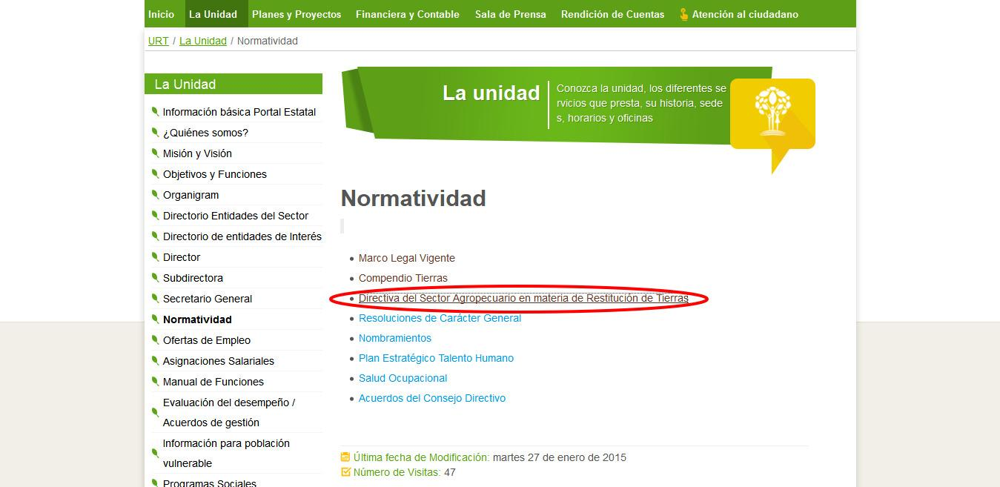 Inicio La Unidad Planes y Proyectos Financiera y Contable Sala de Prensa Rendición de Cuentas Atención al ciudadano
URT / La Unidad / Normatividad
La Unidad
Información básica Portal Estatal
¿Quiénes somos?
Misión y Visión
Objetivos y Funciones
Organigram
Directorio Entidades del Sector
Directorio de entidades de Interés
Director
Subdirectora
Secretario General
Normatividad
Ofertas de Empleo
Asignaciones Salariales
Manual de Funciones
Evaluación del desempeño /
Acuerdos de gestión
Información para población
vulnerable
Programas Sociales
La unidad
Conozca la unidad, los diferentes se
rvicios que presta, su historia, sede
s, horarios y oficinas
Normatividad
Marco Legal Vigente
Compendio Tierras
Directiva del Sector Agropecuario en materia de Restitución de Tierras
Resoluciones de Carácter General
Nombramientos
Plan Estratégico Talento Humano
Salud Ocupacional
Acuerdos del Consejo Directivo
Última fecha de Modificación: martes 27 de enero de 2015
Número de Visitas: 47